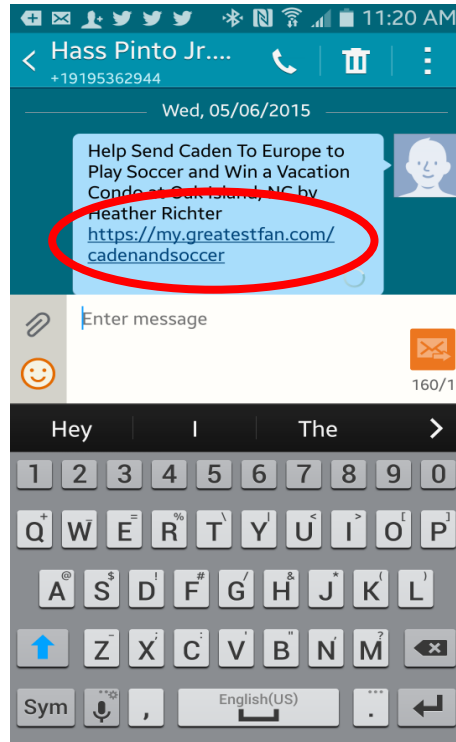 11:20 AM
Hass Pinto Jr....
+19195362944
Wed, 05/06/2015
Help Send Caden To Europe to
Play Soccer and Win a Vacation
Condo at Oak Island, NC by
Heather Richter
https://my.greatestfan.com/
cadenandsoccer
Enter message
160/1
Hey I The
1 2 3 4 5 6 7 8 9 0
+ - = % \ | < > [ ]
Q W E R T Y U I O P
@ $ ! # / & * ( )
A S D F G H J K L
- ' : ; " , ?
Z X C V B N M
Sym , English(US) .